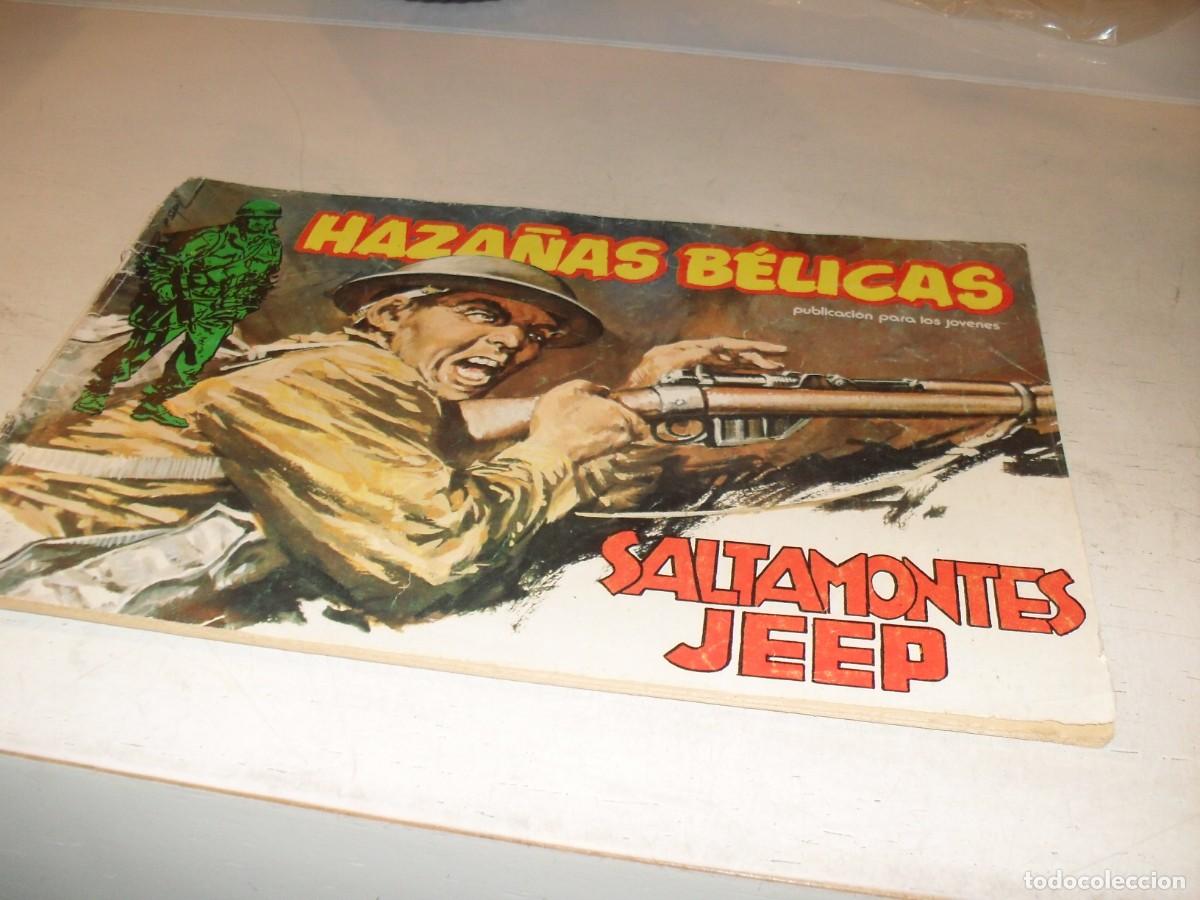 HAZAÑAS BÉLICAS
publicación para los jovenes
SALTAMONTES
JEEP
todocoleccion